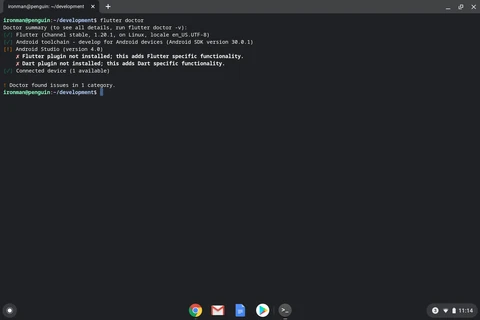 ironman@penguin: ~/development
ironman@penguin:~/development$ flutter doctor
Doctor summary (to see all details, run flutter doctor -v):
[✓] Flutter (Channel stable, 1.20.1, on Linux, locale en_US.UTF-8)
[✓] Android toolchain - develop for Android devices (Android SDK version 30.0.1)
[!] Android Studio (version 4.0)
✗ Flutter plugin not installed; this adds Flutter specific functionality.
✗ Dart plugin not installed; this adds Dart specific functionality.
[✓] Connected device (1 available)
! Doctor found issues in 1 category.
ironman@penguin:~/development$
11:14